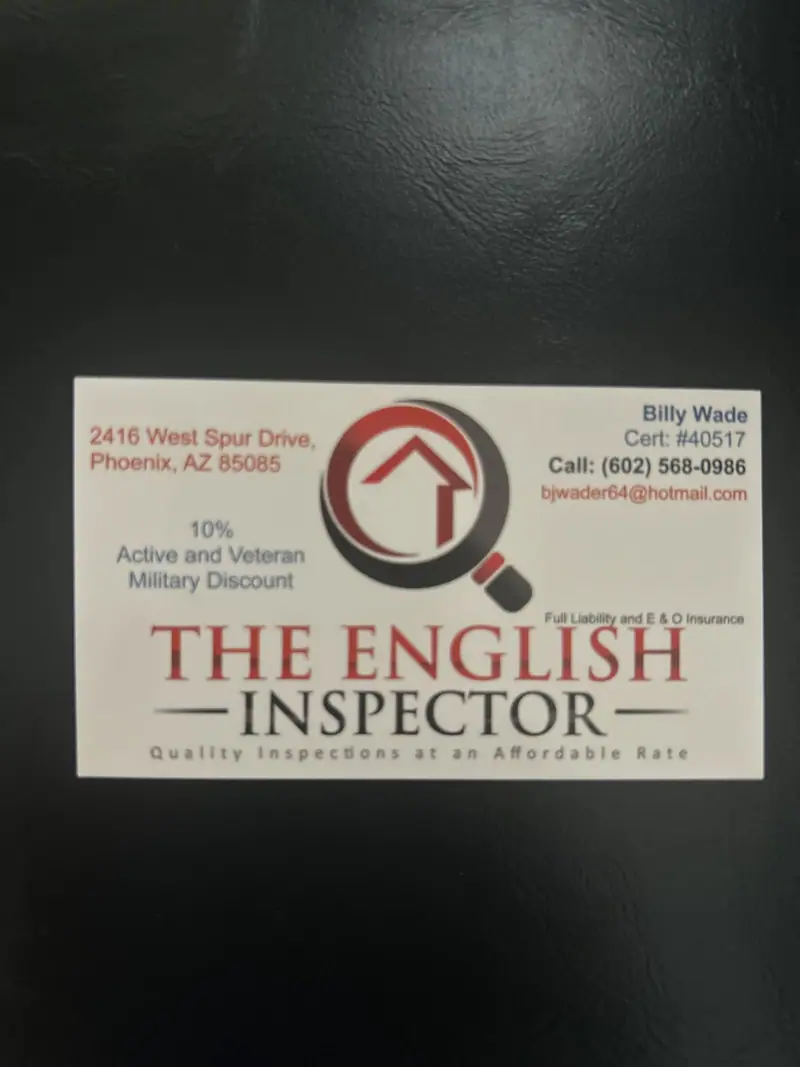 2416 West Spur Drive,
Phoenix, AZ 85085
10%
Active and Veteran
Military Discount
Billy Wade
Cert: #40517
Call: (602) 568-0986
bjwader64@hotmail.com
Full Liability and E & O Insurance
THE ENGLISH
INSPECTOR
Quality Inspections at an Affordable Rate